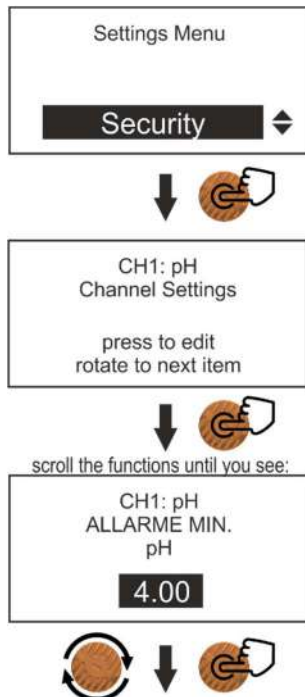 Settings Menu
Security
CH1: pH
Channel Settings
press to edit
rotate to next item
scroll the functions until you see:
CH1: pH
ALLARME MIN.
pH
4.00